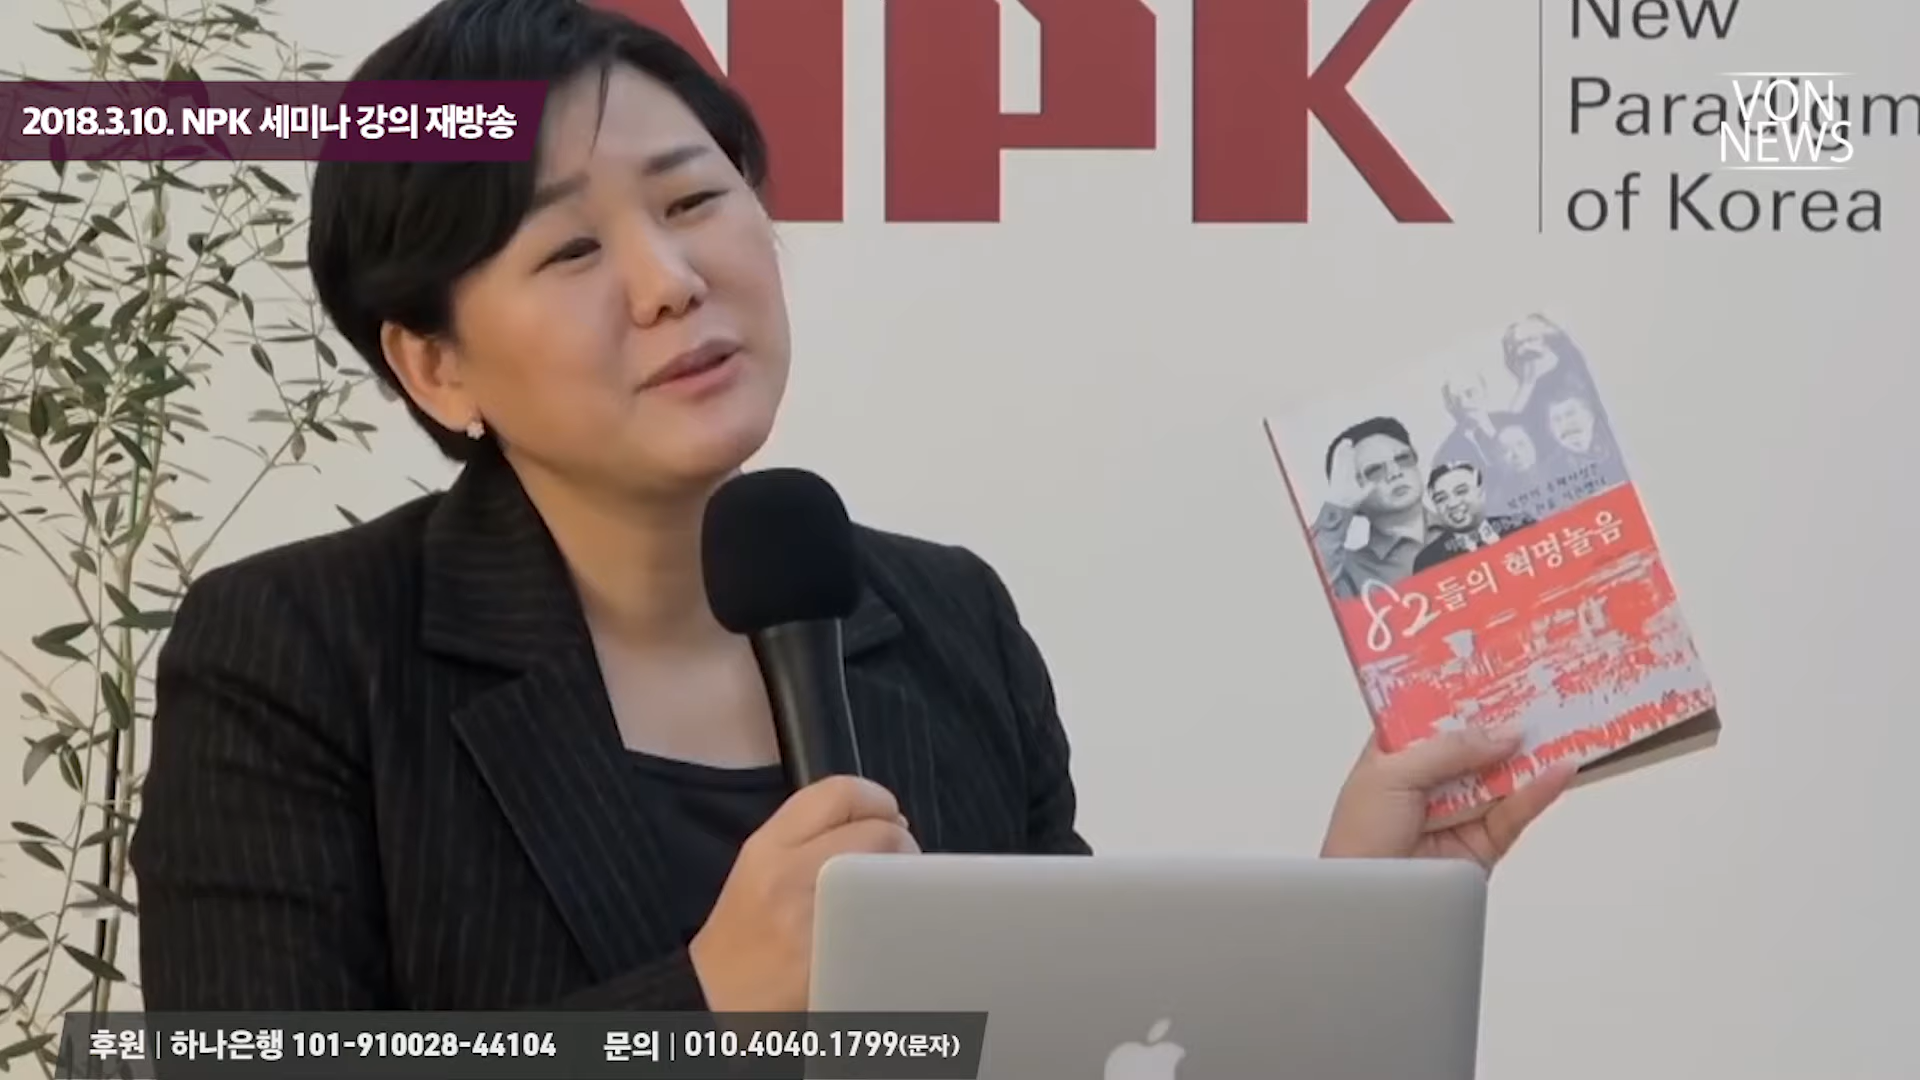 NPK
New
Paradigm
of Korea
VON
NEWS
2018.3.10. NPK 세미나 강의 재방송
82들의 혁명놀음
후원 | 하나은행 101-910028-44104 문의 | 010.4040.1799(문자)